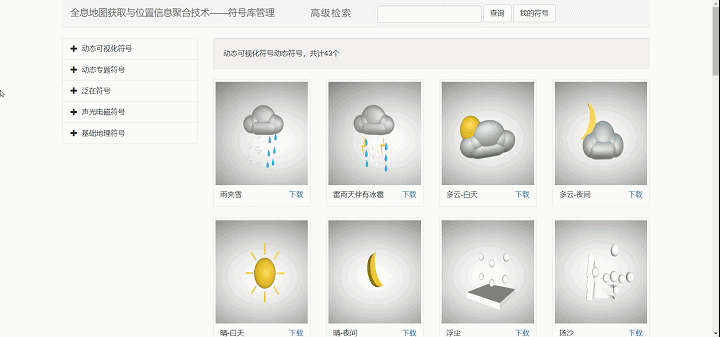 全息地图获取与位置信息聚合技术——符号库管理 高级检索 查询 我的符号
动态可视化符号
动态专题符号
泛在符号
声光电磁符号
基础地理符号
动态可视化符号动态符号，共计43个
雨夹雪 下载 雷雨天伴有冰雹 下载 多云-白天 下载 多云-夜间 下载
晴-白天 下载 晴-夜间 下载 浮尘 下载 扬沙 下载